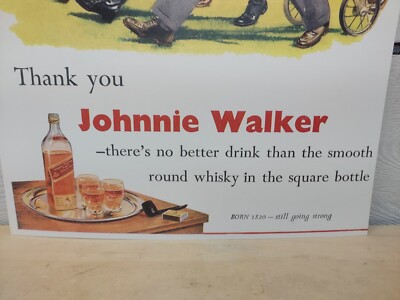 Thank you
Johnnie Walker
–there's no better drink than the smooth
round whisky in the square bottle
BORN 1820 – still going strong